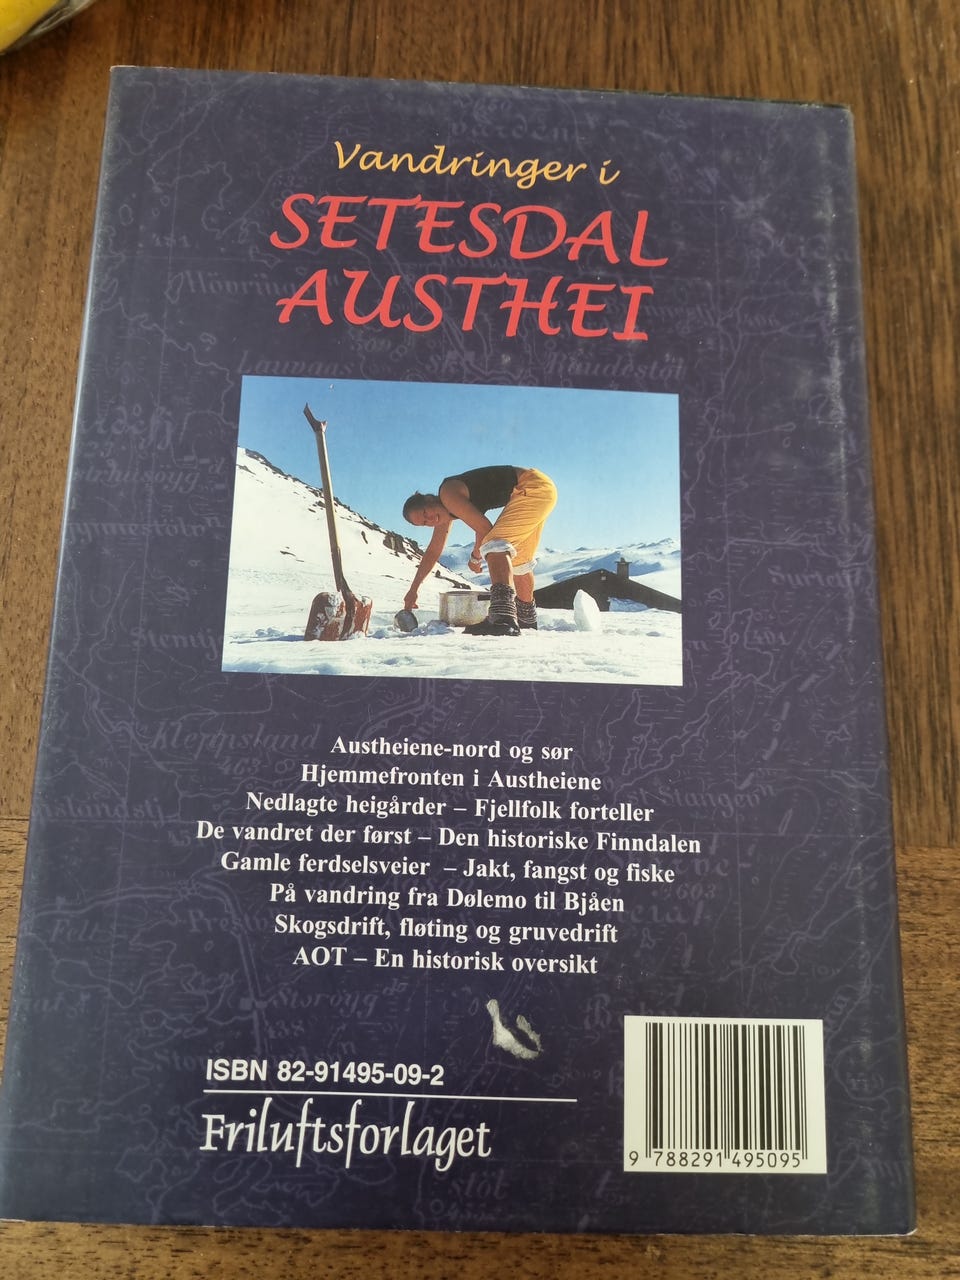 Vandringer i
SETESDAL
AUSTHEI
Austheiene-nord og sør
Hjemmefronten i Austheiene
Nedlagte heigårder – Fjellfolk forteller
De vandret der først – Den historiske Finndalen
Gamle ferdselsveier – Jakt, fangst og fiske
På vandring fra Dølemo til Bjåen
Skogsdrift, fløting og gruvedrift
AOT – En historisk oversikt
ISBN 82-91495-09-2
Friluftsforlaget
9 788291 495095
Kleppsland